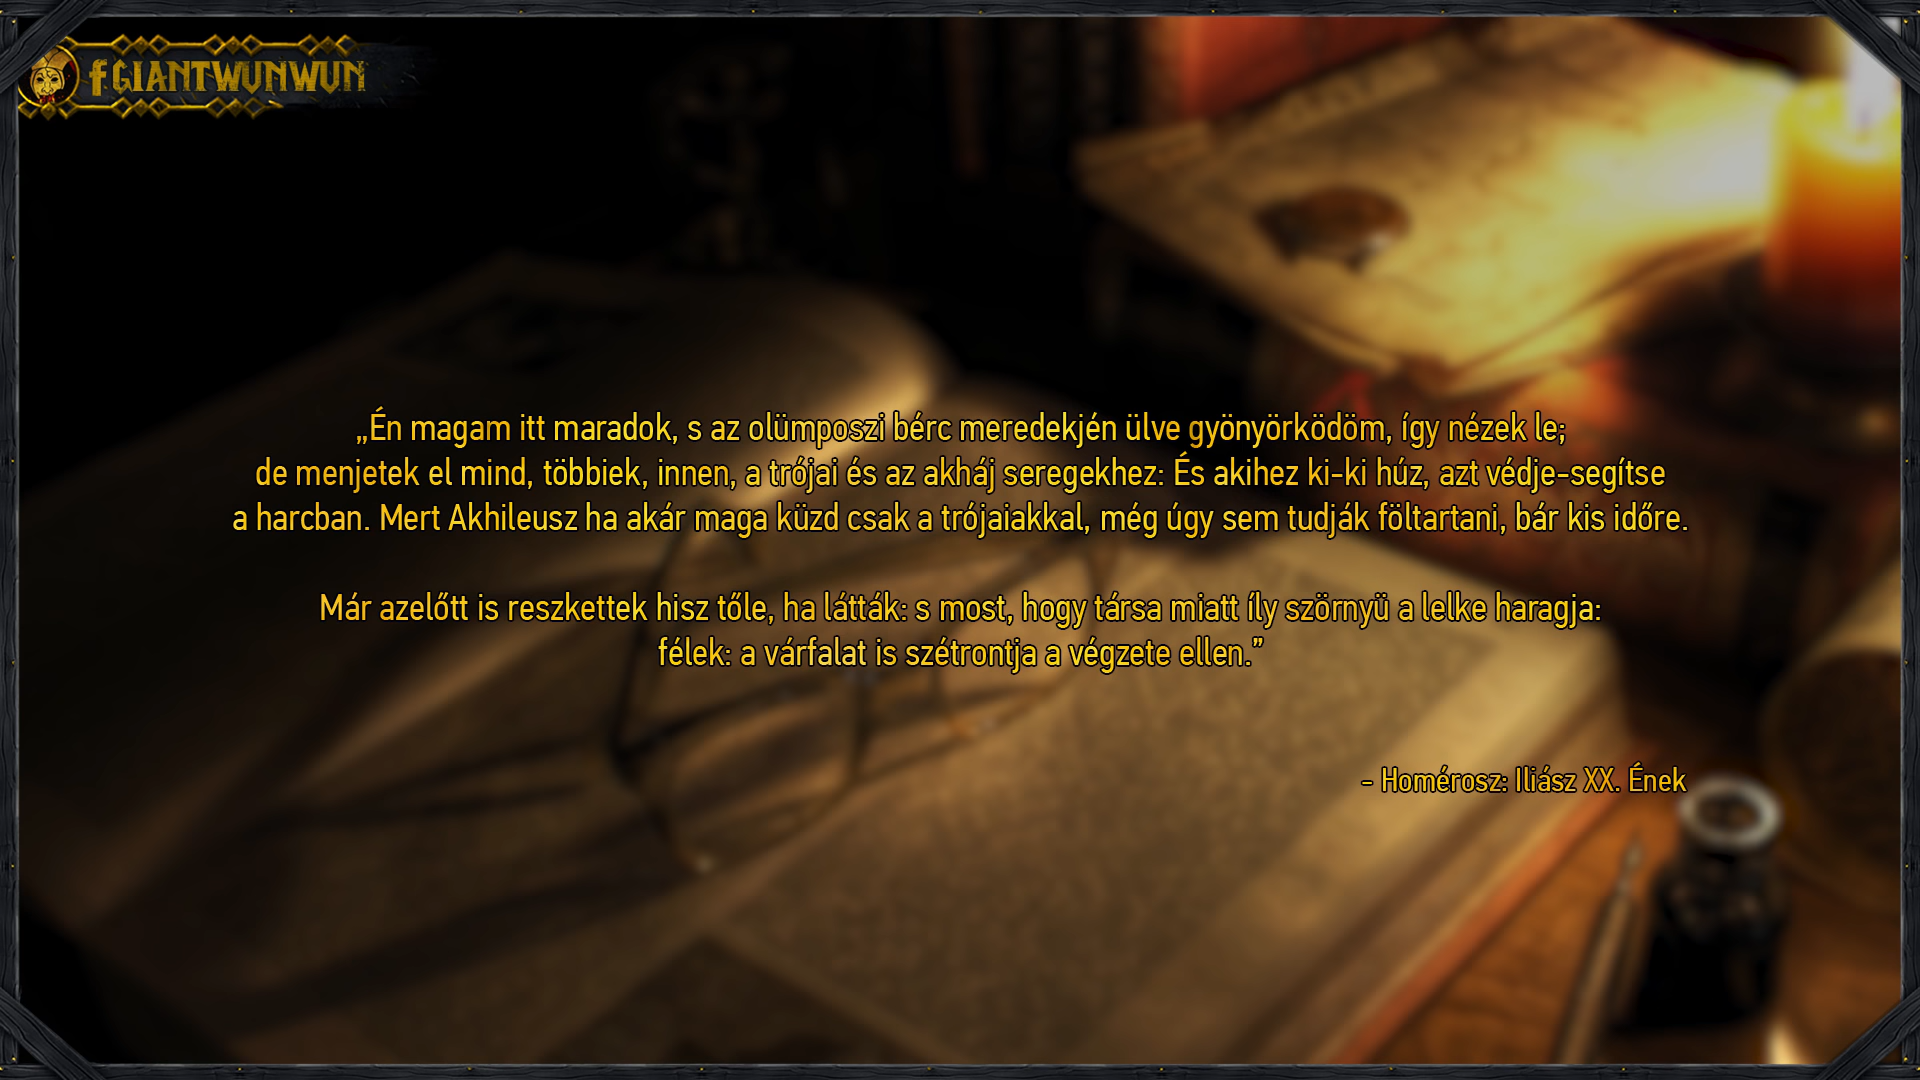 fGIANTWUNWUN
„Én magam itt maradok, s az olümposzi bérc meredekjén ülve gyönyörködöm, így nézek le;
de menjetek el mind, többiek, innen, a trójai és az akháj seregekhez: És akihez ki-ki húz, azt védje-segítse
a harcban. Mert Akhileusz ha akár maga küzd csak a trójaiakkal, még úgy sem tudják föltartani, bár kis időre.
Már azelőtt is reszkettek hisz tőle, ha látták: s most, hogy társa miatt íly szörnyü a lelke haragja:
félek: a várfalat is szétrontja a végzete ellen.”
- Homérosz: Iliász XX. Ének